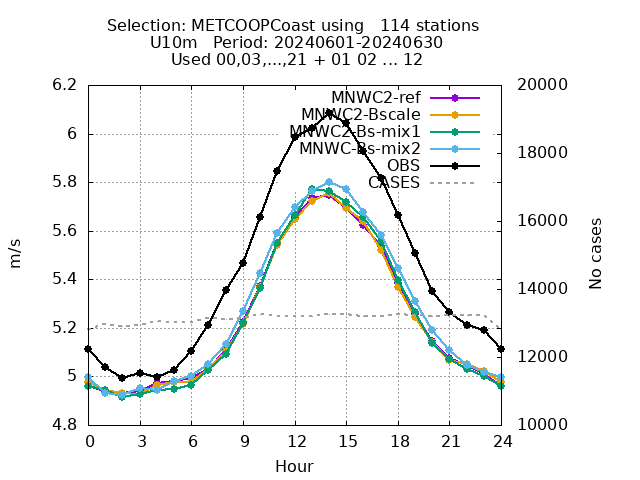 Selection: METCOOPCoast using   114 stations
U10m   Period: 20240601-20240630
Used 00,03,...,21 + 01 02 ... 12
6.2
6
5.8
5.6
5.4
5.2
5
4.8
m/s
MNWC2-ref
MNWC2-Bscale
MNWC2-Bs-mix1
MNWC-Bs-mix2
OBS
CASES
20000
18000
16000
14000
12000
10000
No cases
0 3 6 9 12 15 18 21 24
Hour